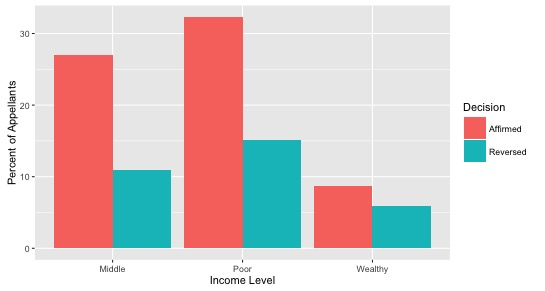 30
20
10
0
Percent of Appellants
Middle
Poor
Wealthy
Income Level
Decision
Affirmed
Reversed